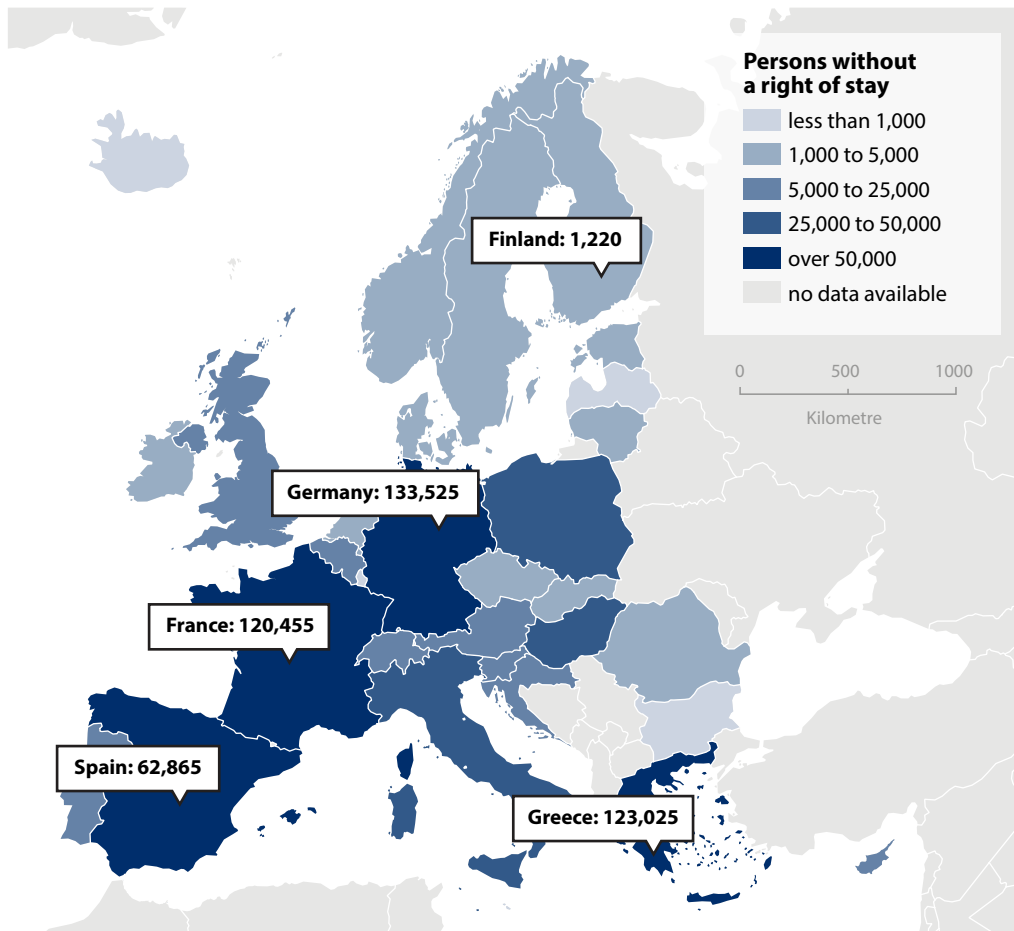 Persons without
a right of stay
less than 1,000
1,000 to 5,000
5,000 to 25,000
25,000 to 50,000
over 50,000
no data available
Finland: 1,220
0 500 1000
Kilometre
Germany: 133,525
France: 120,455
Spain: 62,865
Greece: 123,025